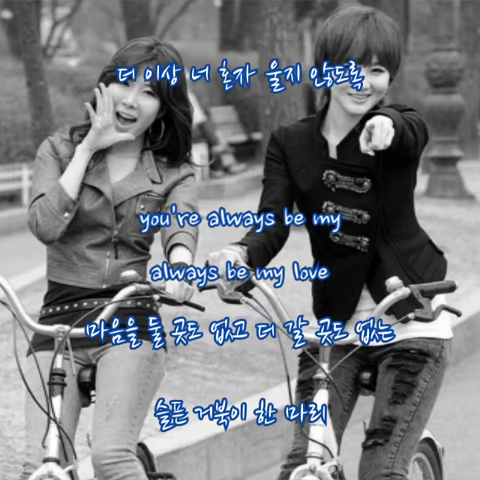 더 이상 너 혼자 울지 않도록
you're always be my
always be my love
마음을 둘 곳도 없고 더 갈 곳도 없는
슬픈 거북이 한 마리